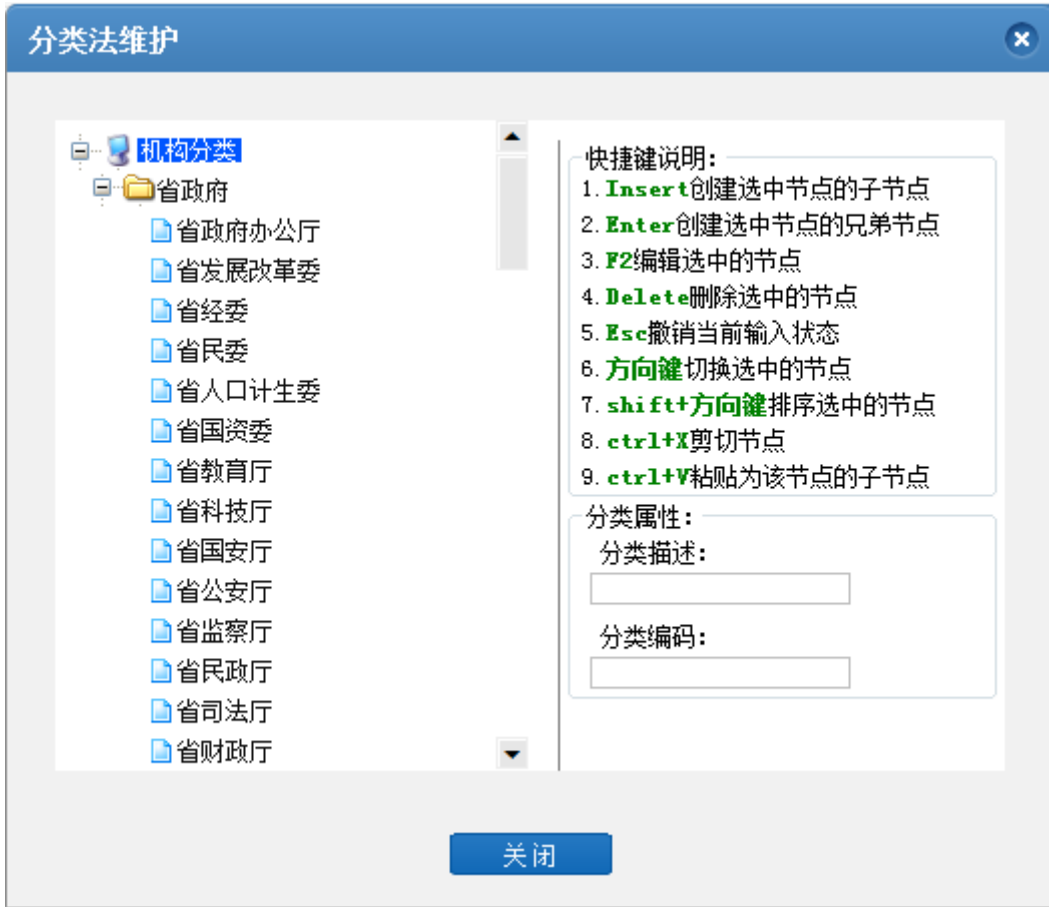 分类法维护
机构分类
省政府
省政府办公厅
省发展改革委
省经委
省民委
省人口计生委
省国资委
省教育厅
省科技厅
省国安厅
省公安厅
省监察厅
省民政厅
省司法厅
省财政厅
快捷键说明：
1.Insert创建选中节点的子节点
2.Enter创建选中节点的兄弟节点
3.F2编辑选中的节点
4.Delete删除选中的节点
5.Esc撤销当前输入状态
6.方向键切换选中的节点
7.shift+方向键排序选中的节点
8.ctrl+X剪切节点
9.ctrl+V粘贴为该节点的子节点
分类属性：
分类描述：
分类编码：
关闭